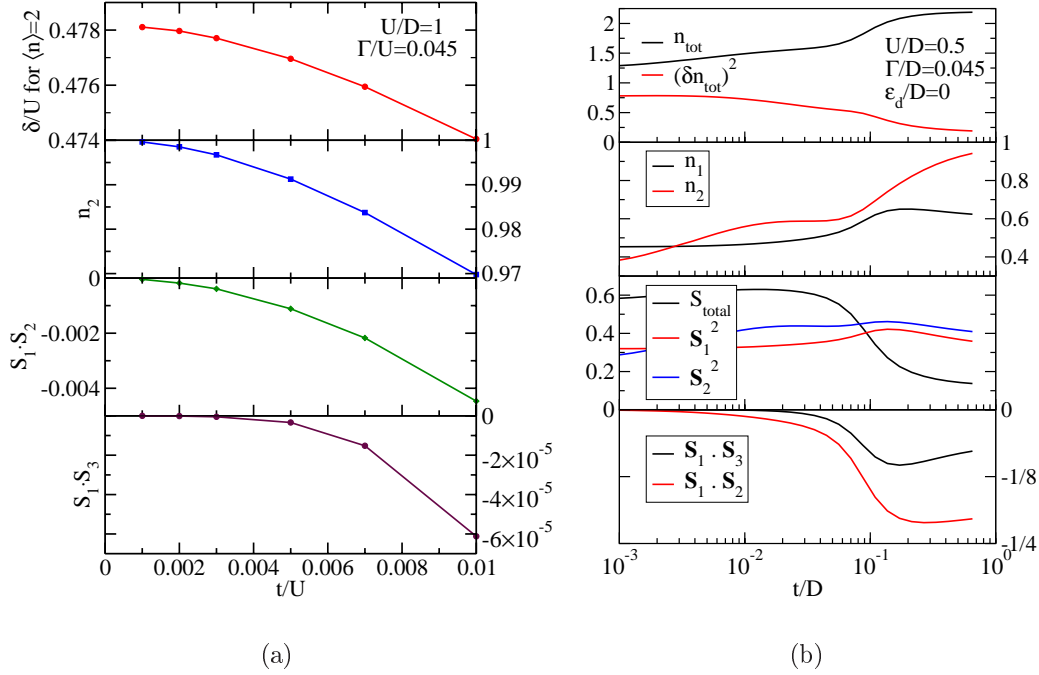 0.478
0.476
0.474
δ/U for ⟨n⟩=2
U/D=1
Γ/U=0.045
1
0.99
0.98
0.97
n2
0
-0.002
-0.004
S1·S2
0
-2×10-5
-4×10-5
-6×10-5
S1·S3
0 0.002 0.004 0.006 0.008 0.01
t/U
(a)
2.5
2
1.5
1
0.5
0
ntot
(δntot)2
U/D=0.5
Γ/D=0.045
εd/D=0
1
0.8
0.6
0.4
n1
n2
0.6
0.4
0.2
0
Stotal
S12
S22
0
-1/8
-1/4
S1 . S3
S1 . S2
10-3 10-2 10-1 100
t/D
(b)